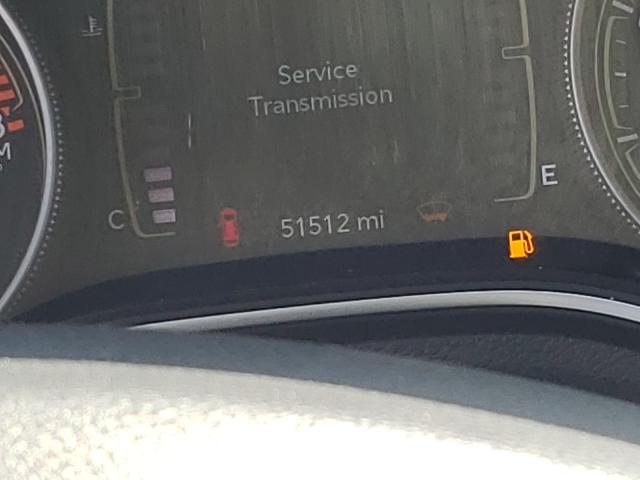 Service
Transmission
E
C
51512 mi